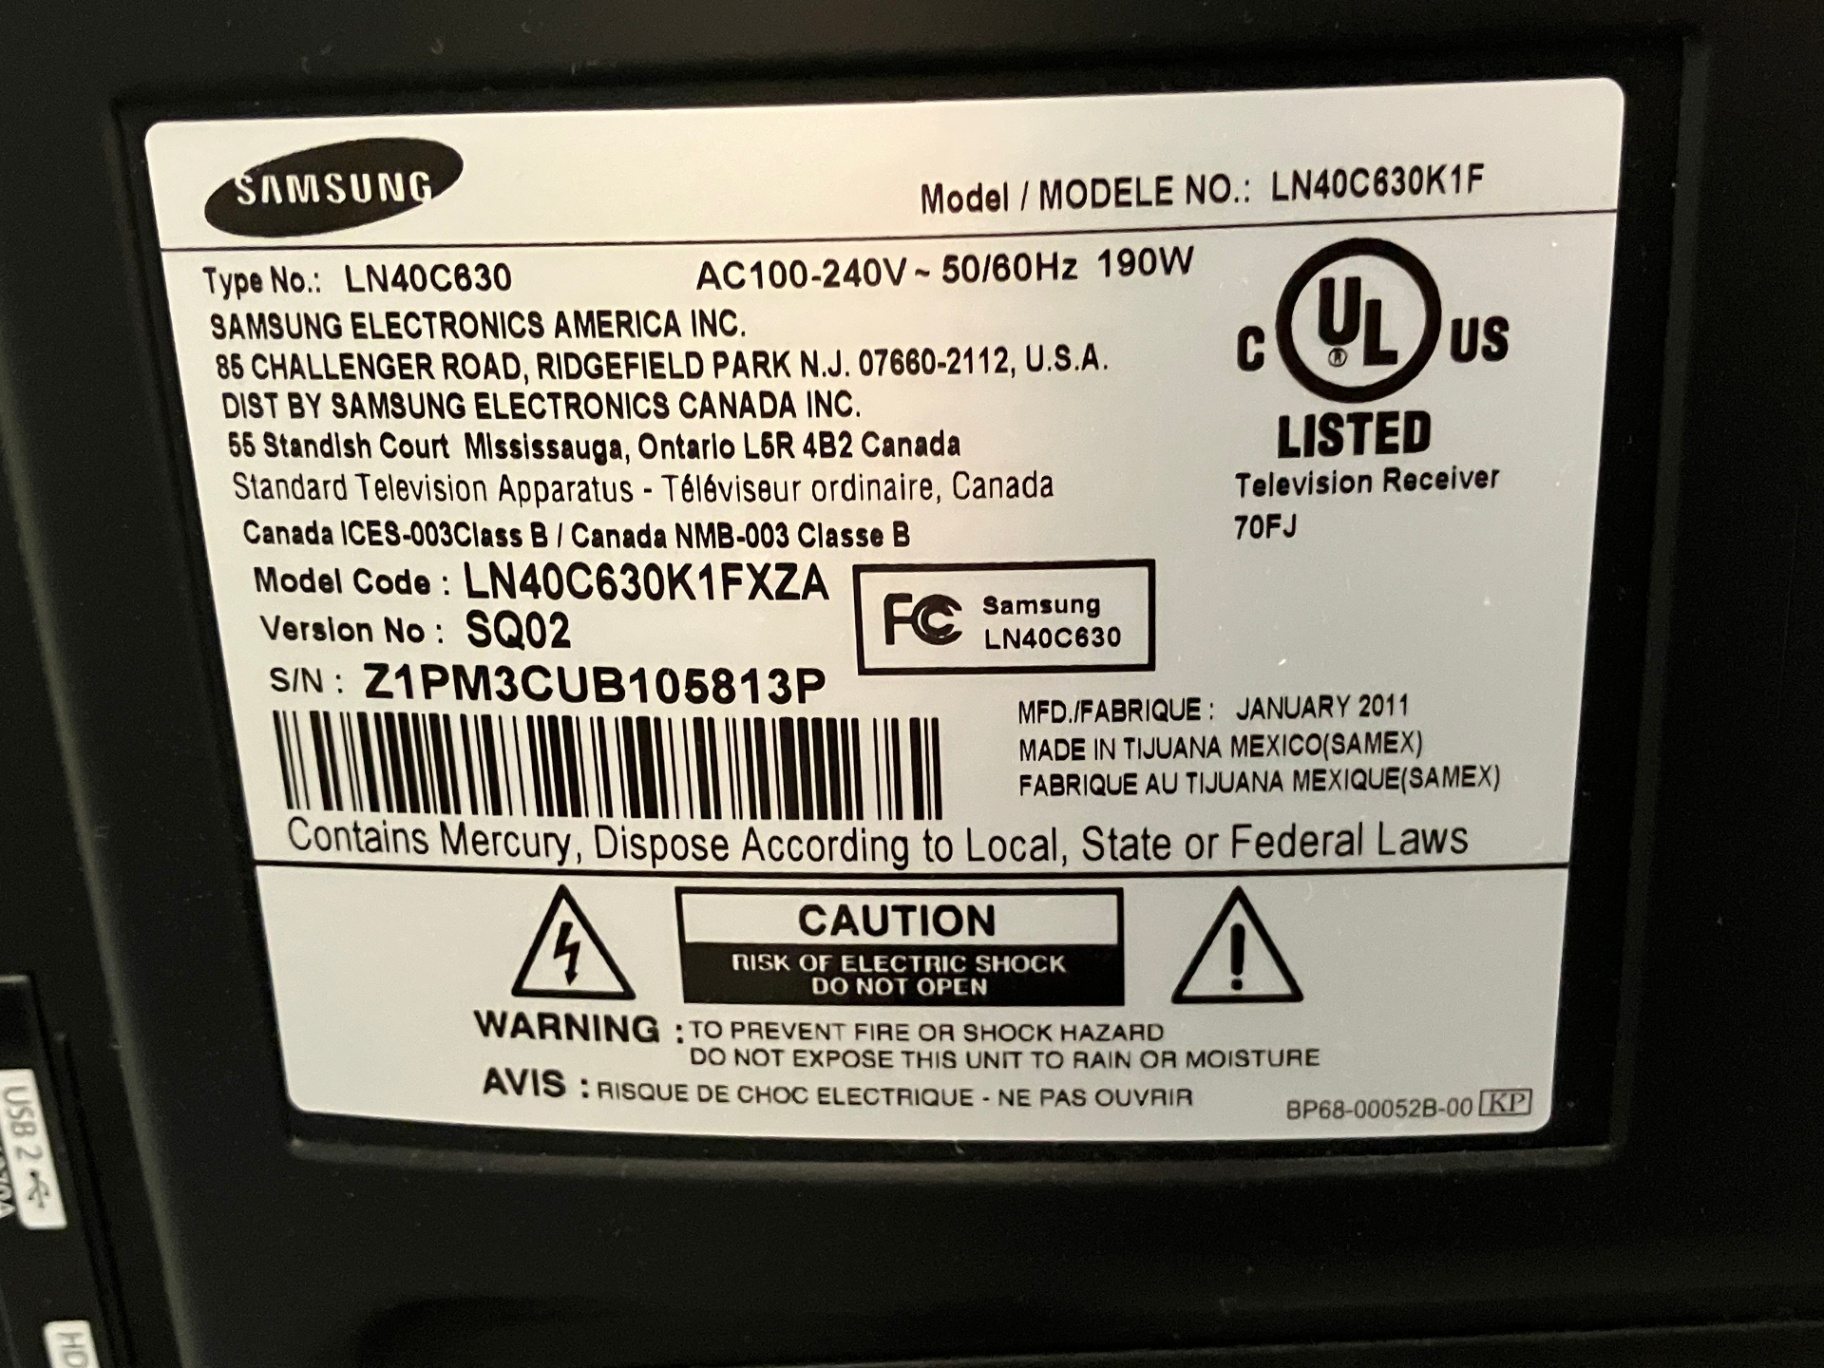 SAMSUNG
Model / MODELE NO.: LN40C630K1F
Type No.: LN40C630 AC100-240V~ 50/60Hz 190W
SAMSUNG ELECTRONICS AMERICA INC.
85 CHALLENGER ROAD, RIDGEFIELD PARK N.J. 07660-2112, U.S.A.
DIST BY SAMSUNG ELECTRONICS CANADA INC.
55 Standish Court Mississauga, Ontario L5R 4B2 Canada
Standard Television Apparatus - Téléviseur ordinaire, Canada
Canada ICES-003Class B / Canada NMB-003 Classe B
C UL® US
LISTED
Television Receiver
70FJ
Model Code : LN40C630K1FXZA
Version No : SQ02
S/N : Z1PM3CUB105813P
FC Samsung
LN40C630
MFD./FABRIQUE : JANUARY 2011
MADE IN TIJUANA MEXICO(SAMEX)
FABRIQUE AU TIJUANA MEXIQUE(SAMEX)
Contains Mercury, Dispose According to Local, State or Federal Laws
CAUTION
RISK OF ELECTRIC SHOCK
DO NOT OPEN
WARNING : TO PREVENT FIRE OR SHOCK HAZARD
DO NOT EXPOSE THIS UNIT TO RAIN OR MOISTURE
AVIS : RISQUE DE CHOC ELECTRIQUE - NE PAS OUVRIR
BP68-00052B-00 KP
USB 2
HD